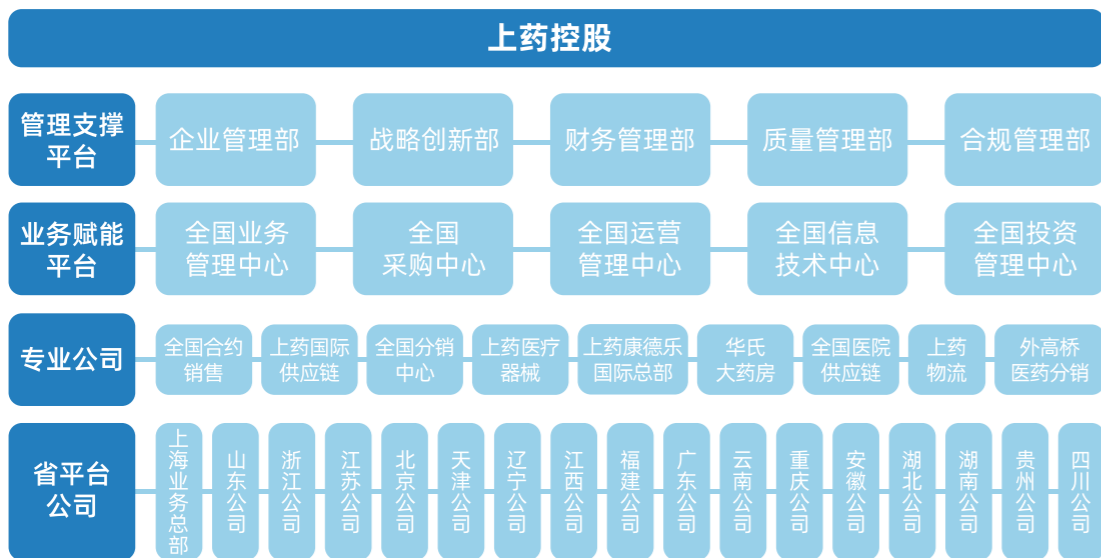 上药控股
管理支撑
平台
企业管理部
战略创新部
财务管理部
质量管理部
合规管理部
业务赋能
平台
全国业务
管理中心
全国
采购中心
全国运营
管理中心
全国信息
技术中心
全国投资
管理中心
专业公司
全国合约
销售
上药国际
供应链
全国分销
中心
上药医疗
器械
上药康德乐
国际总部
华氏
大药房
全国医院
供应链
上药
物流
外高桥
医药分销
省平台
公司
上海业务总部
山东公司
浙江公司
江苏公司
北京公司
天津公司
辽宁公司
江西公司
福建公司
广东公司
云南公司
重庆公司
安徽公司
湖北公司
湖南公司
贵州公司
四川公司